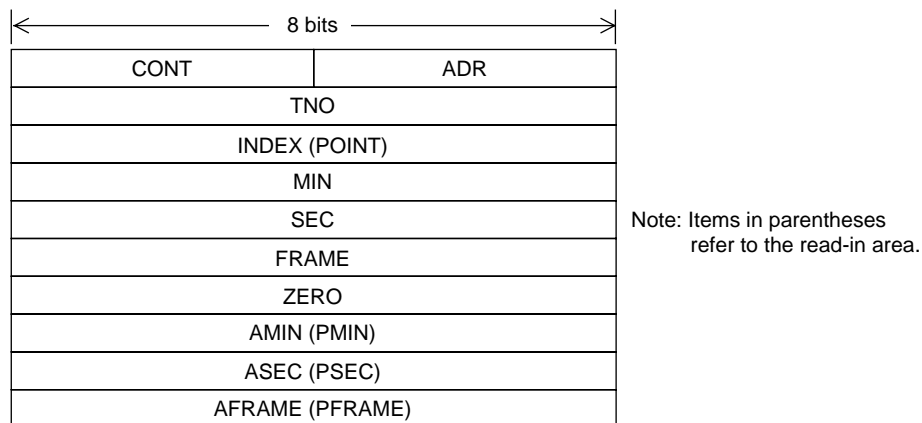 8 bits
CONT ADR
TNO
INDEX (POINT)
MIN
SEC
Note: Items in parentheses
refer to the read-in area.
FRAME
ZERO
AMIN (PMIN)
ASEC (PSEC)
AFRAME (PFRAME)